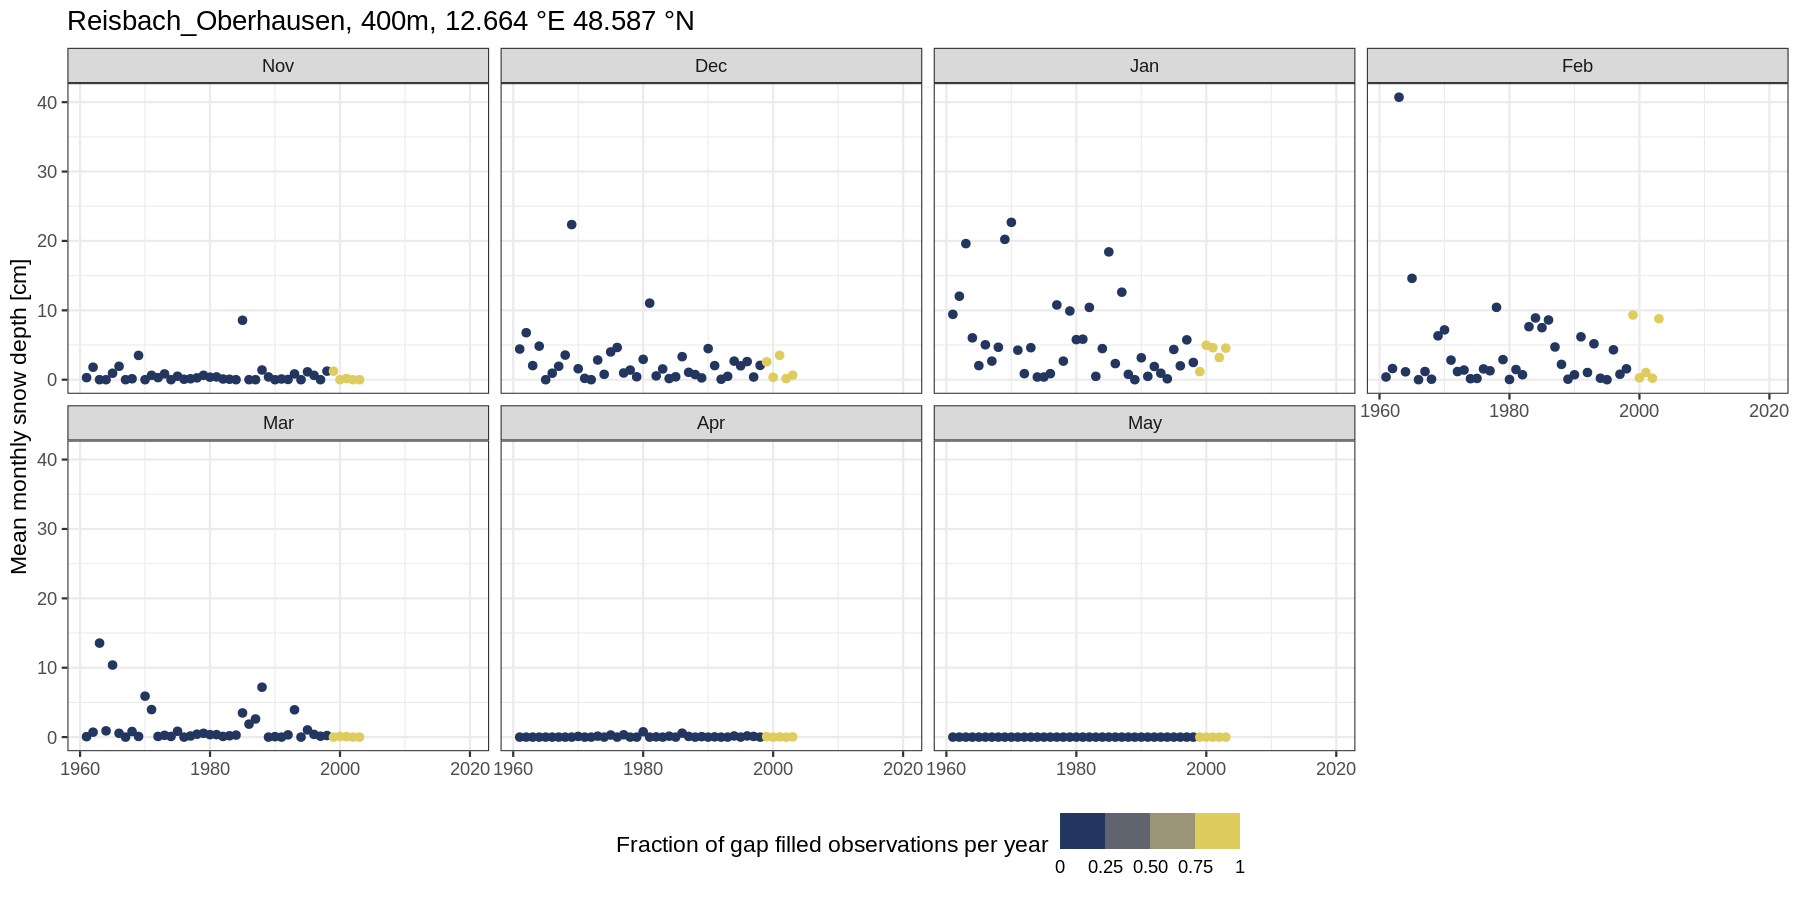 Reisbach_Oberhausen, 400m, 12.664 °E 48.587 °N
Nov Dec Jan Feb
40
30
20
10
0
1960 1980 2000 2020
Mar Apr May
40
30
20
10
0
1960 1980 2000 2020 1960 1980 2000 2020 1960 1980 2000 2020
Mean monthly snow depth [cm]
Fraction of gap filled observations per year
0 0.25 0.50 0.75 1